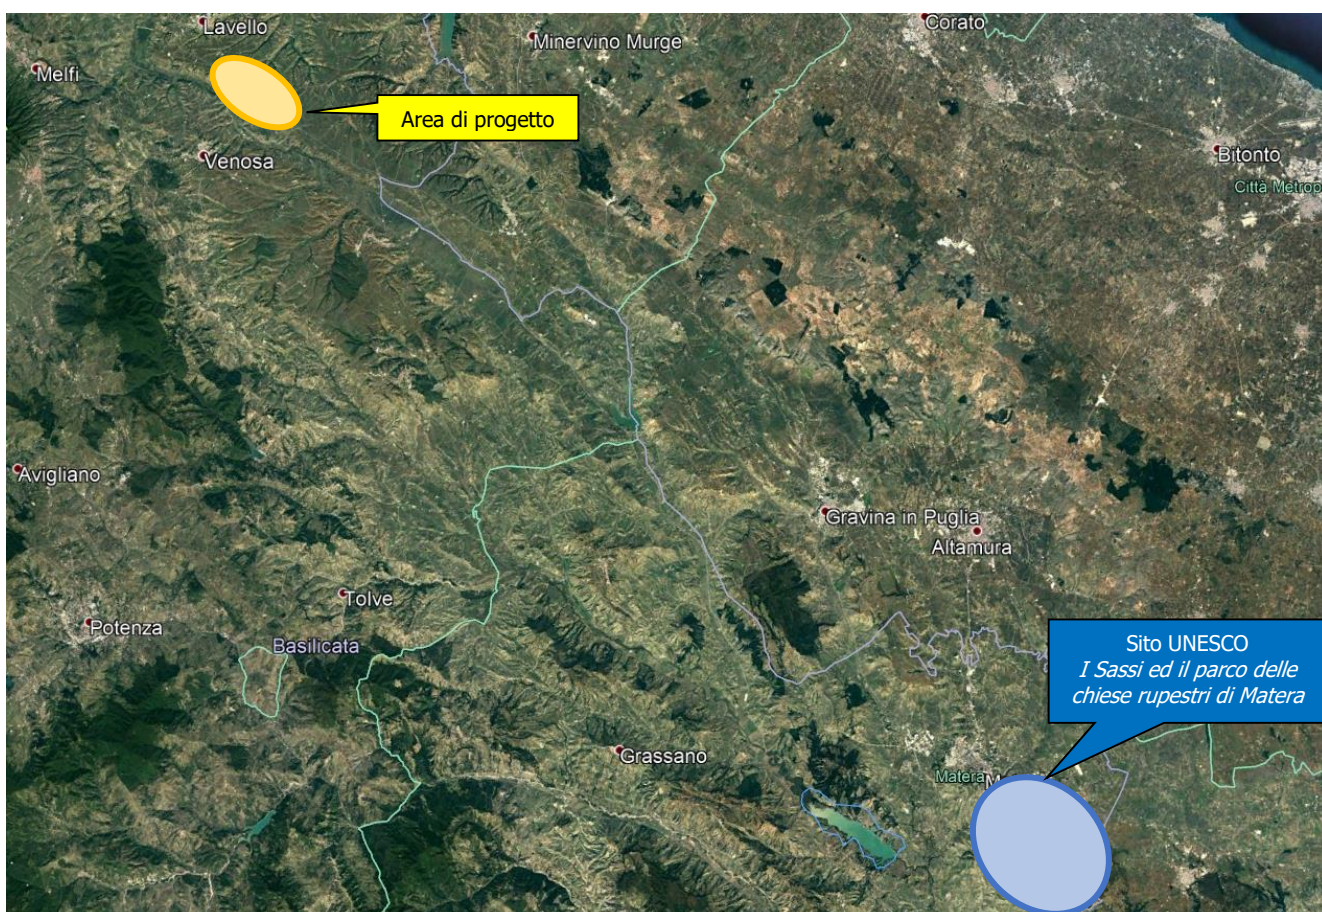 Lavello
Corato
Minervino Murge
Melfi
Area di progetto
Venosa
Bitonto
Città Metrop
Avigliano
Gravina in Puglia
Altamura
Tolve
Potenza
Basilicata
Sito UNESCO
I Sassi ed il parco delle
chiese rupestri di Matera
Grassano
Matera
M